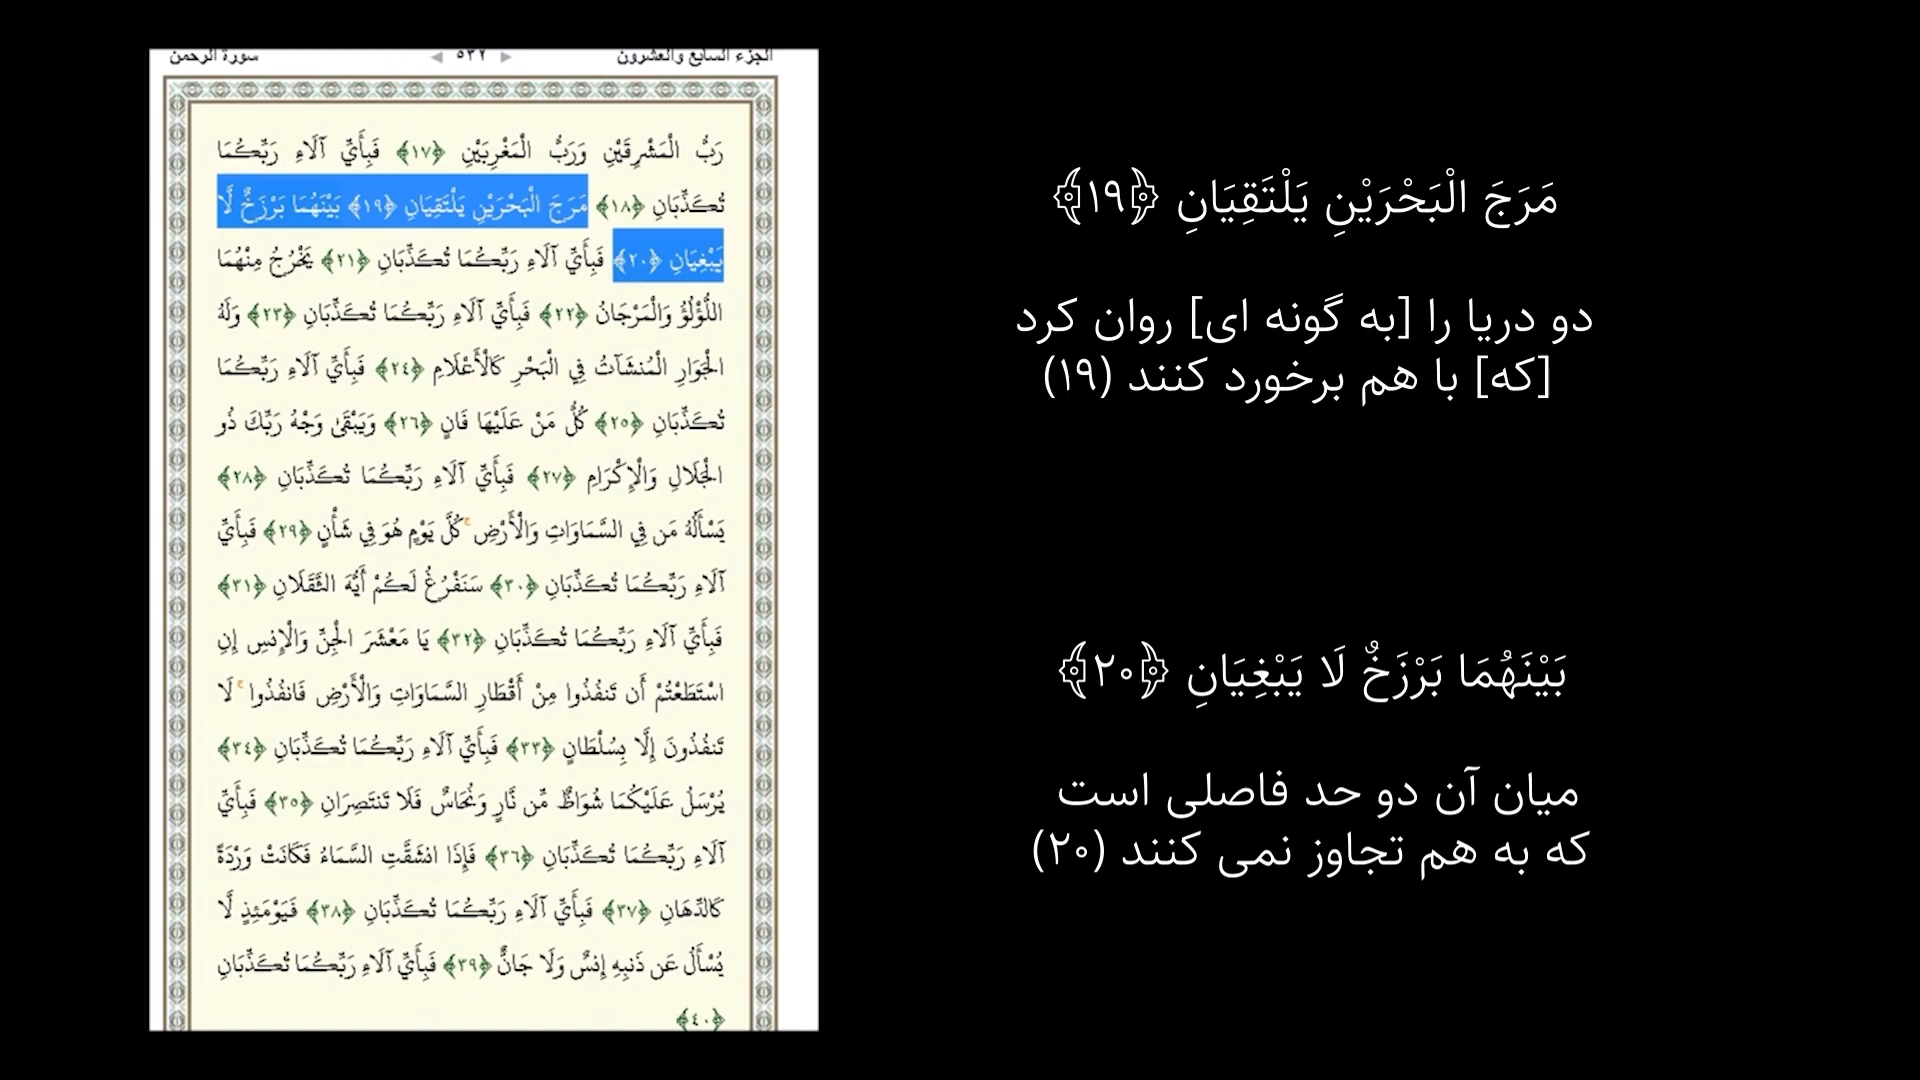 الجزء السابع والعشرون ٥٣٢ سورة الرحمن
رَبُّ الْمَشْرِقَيْنِ وَرَبُّ الْمَغْرِبَيْنِ ﴿١٧﴾ فَبِأَيِّ آلَاءِ رَبِّكُمَا
تُكَذِّبَانِ ﴿١٨﴾ مَرَجَ الْبَحْرَيْنِ يَلْتَقِيَانِ ﴿١٩﴾ بَيْنَهُمَا بَرْزَخٌ لَّا
يَبْغِيَانِ ﴿٢٠﴾ فَبِأَيِّ آلَاءِ رَبِّكُمَا تُكَذِّبَانِ ﴿٢١﴾ يَخْرُجُ مِنْهُمَا
اللُّؤْلُؤُ وَالْمَرْجَانُ ﴿٢٢﴾ فَبِأَيِّ آلَاءِ رَبِّكُمَا تُكَذِّبَانِ ﴿٢٣﴾ وَلَهُ
الْجَوَارِ الْمُنشَآتُ فِي الْبَحْرِ كَالْأَعْلَامِ ﴿٢٤﴾ فَبِأَيِّ آلَاءِ رَبِّكُمَا
تُكَذِّبَانِ ﴿٢٥﴾ كُلُّ مَنْ عَلَيْهَا فَانٍ ﴿٢٦﴾ وَيَبْقَىٰ وَجْهُ رَبِّكَ ذُو
الْجَلَالِ وَالْإِكْرَامِ ﴿٢٧﴾ فَبِأَيِّ آلَاءِ رَبِّكُمَا تُكَذِّبَانِ ﴿٢٨﴾
يَسْأَلُهُ مَن فِي السَّمَاوَاتِ وَالْأَرْضِ ۚ كُلَّ يَوْمٍ هُوَ فِي شَأْنٍ ﴿٢٩﴾ فَبِأَيِّ
آلَاءِ رَبِّكُمَا تُكَذِّبَانِ ﴿٣٠﴾ سَنَفْرُغُ لَكُمْ أَيُّهَ الثَّقَلَانِ ﴿٣١﴾
فَبِأَيِّ آلَاءِ رَبِّكُمَا تُكَذِّبَانِ ﴿٣٢﴾ يَا مَعْشَرَ الْجِنِّ وَالْإِنسِ إِنِ
اسْتَطَعْتُمْ أَن تَنفُذُوا مِنْ أَقْطَارِ السَّمَاوَاتِ وَالْأَرْضِ فَانفُذُوا ۚ لَا
تَنفُذُونَ إِلَّا بِسُلْطَانٍ ﴿٣٣﴾ فَبِأَيِّ آلَاءِ رَبِّكُمَا تُكَذِّبَانِ ﴿٣٤﴾
يُرْسَلُ عَلَيْكُمَا شُوَاظٌ مِّن نَّارٍ وَنُحَاسٌ فَلَا تَنتَصِرَانِ ﴿٣٥﴾ فَبِأَيِّ
آلَاءِ رَبِّكُمَا تُكَذِّبَانِ ﴿٣٦﴾ فَإِذَا انشَقَّتِ السَّمَاءُ فَكَانَتْ وَرْدَةً
كَالدِّهَانِ ﴿٣٧﴾ فَبِأَيِّ آلَاءِ رَبِّكُمَا تُكَذِّبَانِ ﴿٣٨﴾ فَيَوْمَئِذٍ لَّا
يُسْأَلُ عَن ذَنبِهِ إِنسٌ وَلَا جَانٌّ ﴿٣٩﴾ فَبِأَيِّ آلَاءِ رَبِّكُمَا تُكَذِّبَانِ
﴿٤٠﴾
مَرَجَ الْبَحْرَيْنِ يَلْتَقِيَانِ ﴿١٩﴾
دو دریا را [به گونه ای] روان کرد
[که] با هم برخورد کنند (۱۹)
بَيْنَهُمَا بَرْزَخٌ لَا يَبْغِيَانِ ﴿٢٠﴾
میان آن دو حد فاصلی است
که به هم تجاوز نمی کنند (۲۰)